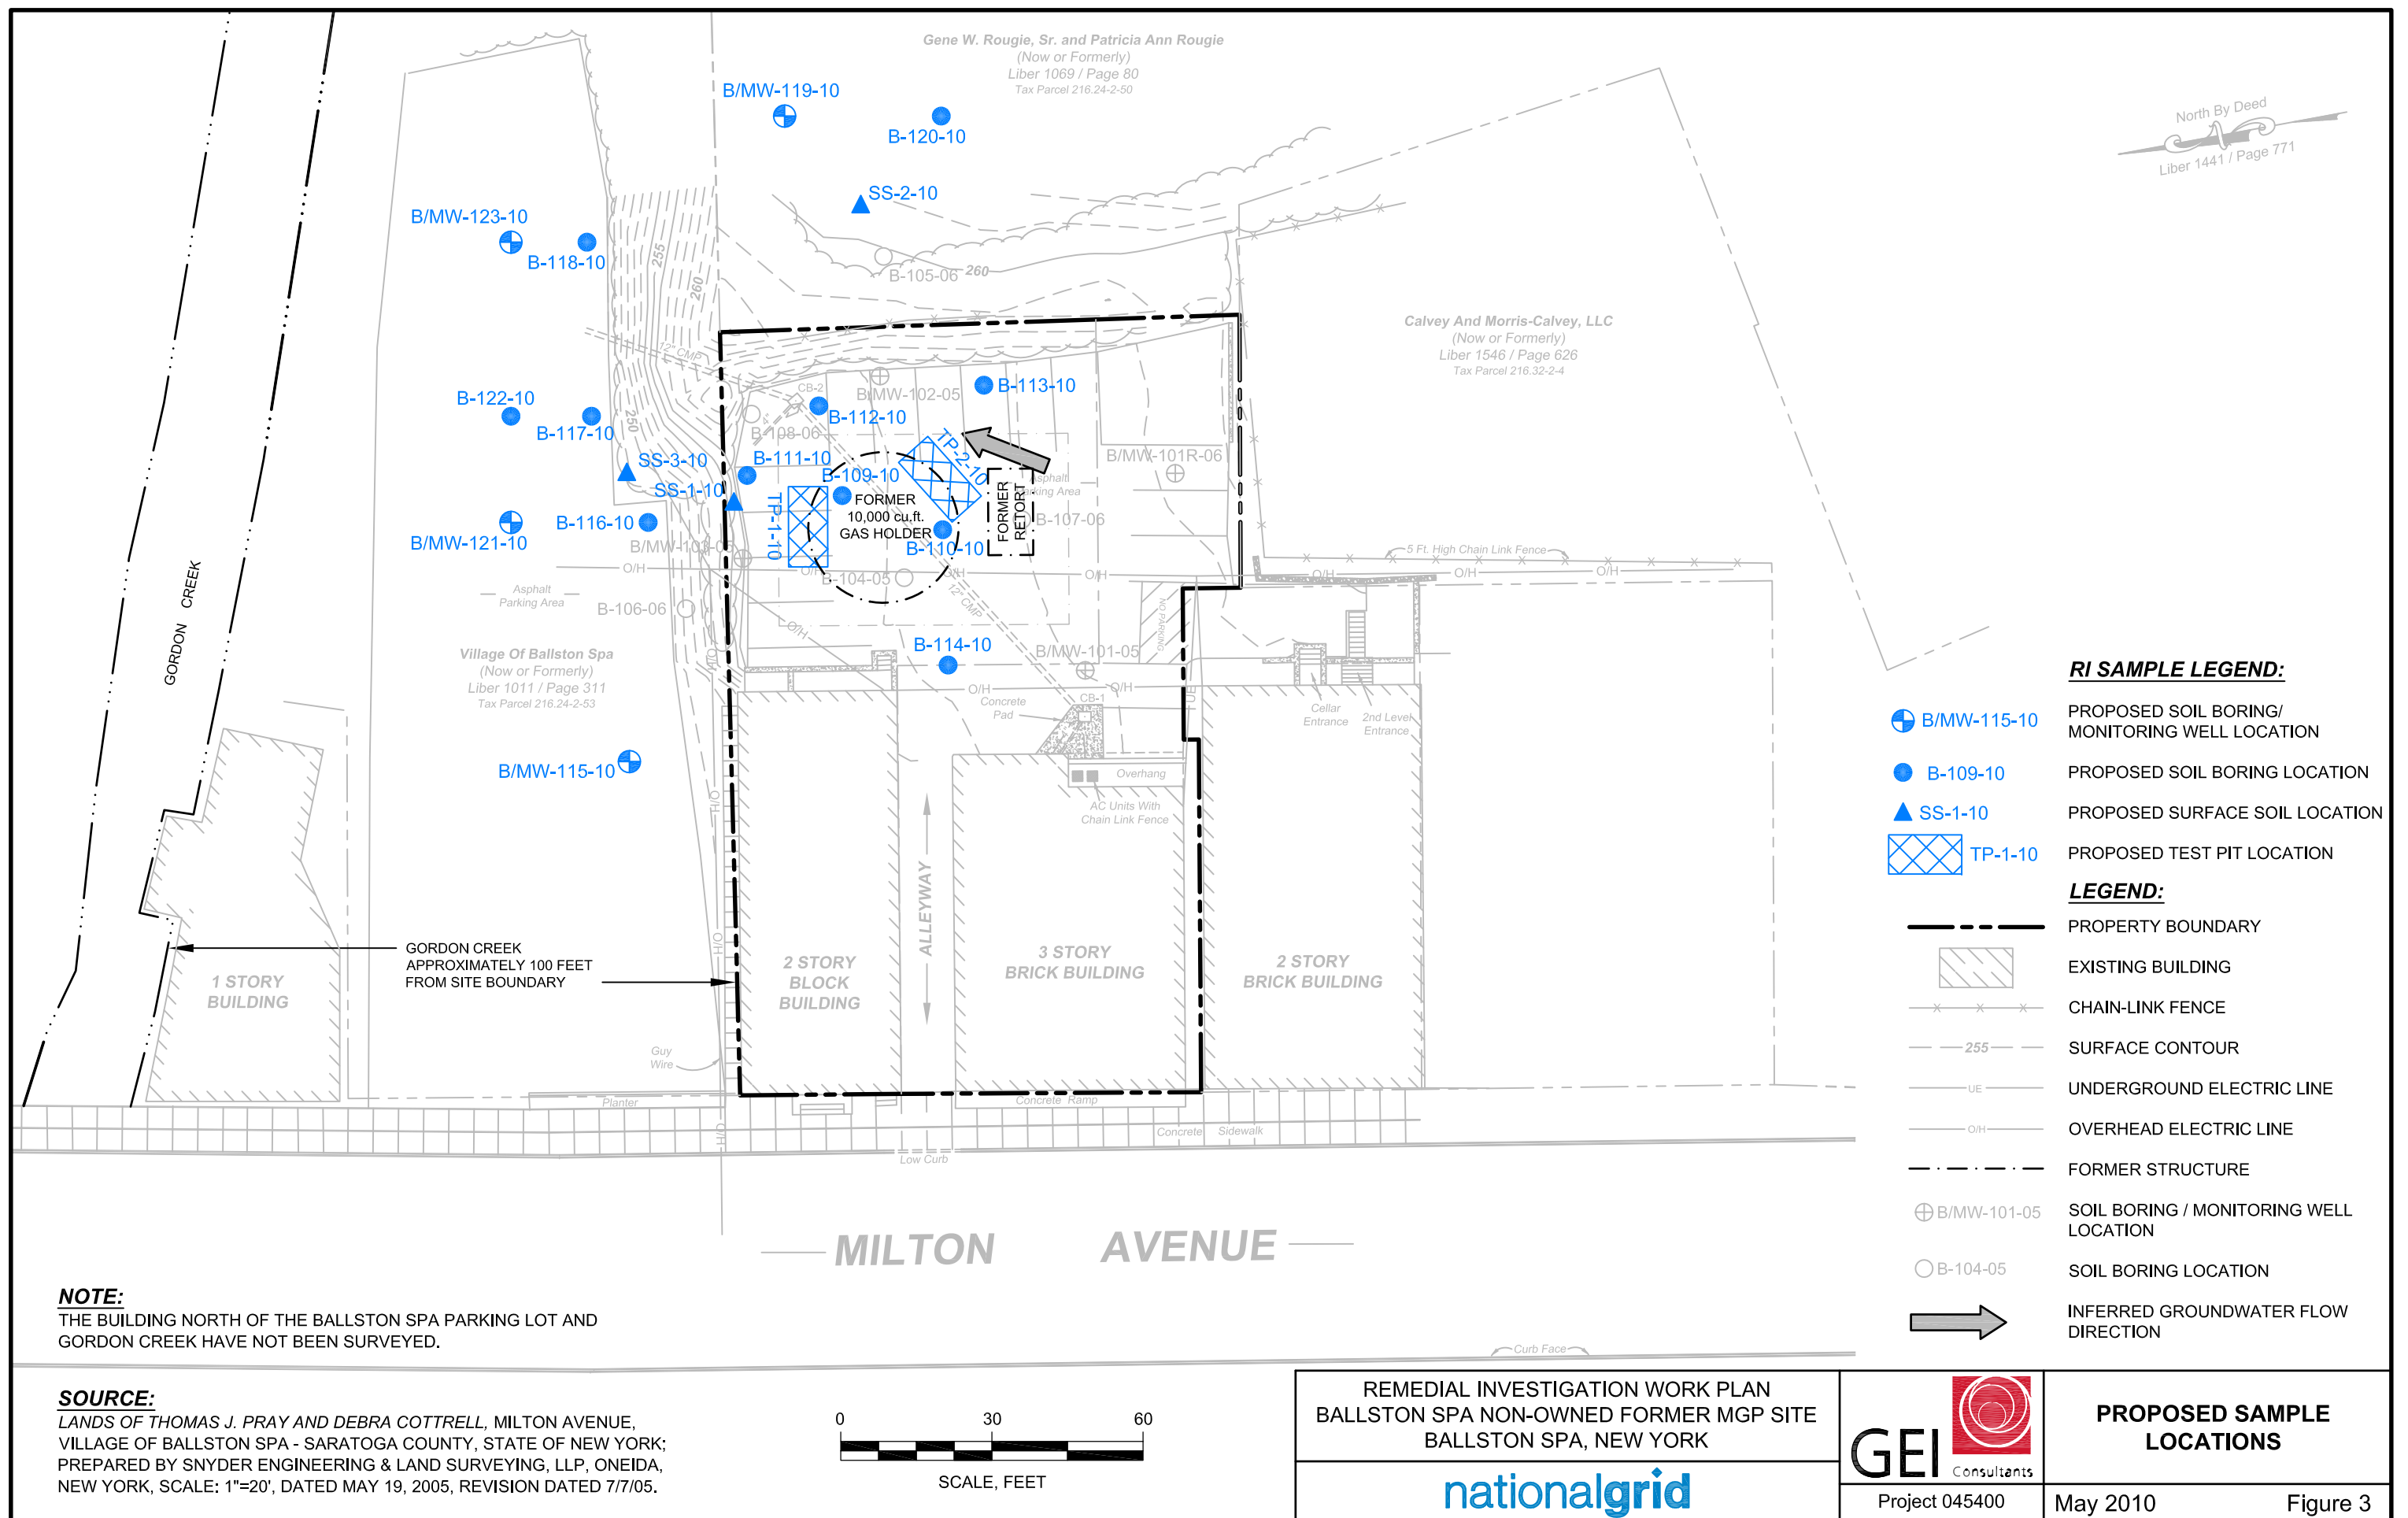 Gene W. Rougie, Sr. and Patricia Ann Rougie
(Now or Formerly)
Liber 1069 / Page 80
Tax Parcel 216.24-2-50
North By Deed
Liber 1441 / Page 771
B/MW-119-10
B-120-10
SS-2-10
B/MW-123-10
B-118-10
255
260
B-105-06
260
Calvey And Morris-Calvey, LLC
(Now or Formerly)
Liber 1546 / Page 626
Tax Parcel 216.32-2-4
12" CMP
CB-2
B/MW-102-05
B-113-10
B-122-10
B-117-10
250
B-112-10
B-108-06
4"
TP-2-10
SS-3-10
B-111-10
B-109-10
B/MW-101R-06
SS-1-10
TP-1-10
FORMER
10,000 cu.ft.
GAS HOLDER
FORMER
RETORT
Asphalt
Parking Area
B-107-06
B-116-10
B/MW-121-10
B-110-10
B/MW-103-05
5 Ft. High Chain Link Fence
O/H
O/H
O/H
O/H
O/H
O/H
O/H
B-104-05
12" CMP
GORDON CREEK
Asphalt
Parking Area
B-106-06
O/H
NO PARKING
Village Of Ballston Spa
(Now or Formerly)
Liber 1011 / Page 311
Tax Parcel 216.24-2-53
O/H
B-114-10
B/MW-101-05
O/H
O/H
UE
Concrete
Pad
CB-1
Cellar
Entrance
2nd Level
Entrance
B/MW-115-10
Overhang
AC Units With
Chain Link Fence
O/H
ALLEYWAY
GORDON CREEK
APPROXIMATELY 100 FEET
FROM SITE BOUNDARY
O/H
1 STORY
BUILDING
2 STORY
BLOCK
BUILDING
3 STORY
BRICK BUILDING
2 STORY
BRICK BUILDING
Guy
Wire
Planter
Concrete Ramp
O/H
Concrete Sidewalk
Low Curb
MILTON AVENUE
Curb Face
RI SAMPLE LEGEND:
B/MW-115-10 PROPOSED SOIL BORING/
MONITORING WELL LOCATION
B-109-10 PROPOSED SOIL BORING LOCATION
SS-1-10 PROPOSED SURFACE SOIL LOCATION
TP-1-10 PROPOSED TEST PIT LOCATION
LEGEND:
PROPERTY BOUNDARY
EXISTING BUILDING
X X X CHAIN-LINK FENCE
255 SURFACE CONTOUR
UE UNDERGROUND ELECTRIC LINE
O/H OVERHEAD ELECTRIC LINE
FORMER STRUCTURE
B/MW-101-05 SOIL BORING / MONITORING WELL
LOCATION
B-104-05 SOIL BORING LOCATION
INFERRED GROUNDWATER FLOW
DIRECTION
NOTE:
THE BUILDING NORTH OF THE BALLSTON SPA PARKING LOT AND
GORDON CREEK HAVE NOT BEEN SURVEYED.
SOURCE:
LANDS OF THOMAS J. PRAY AND DEBRA COTTRELL, MILTON AVENUE,
VILLAGE OF BALLSTON SPA - SARATOGA COUNTY, STATE OF NEW YORK;
PREPARED BY SNYDER ENGINEERING & LAND SURVEYING, LLP, ONEIDA,
NEW YORK, SCALE: 1"=20', DATED MAY 19, 2005, REVISION DATED 7/7/05.
0 30 60
SCALE, FEET
REMEDIAL INVESTIGATION WORK PLAN
BALLSTON SPA NON-OWNED FORMER MGP SITE
BALLSTON SPA, NEW YORK
nationalgrid
GEI Consultants
Project 045400
PROPOSED SAMPLE
LOCATIONS
May 2010 Figure 3